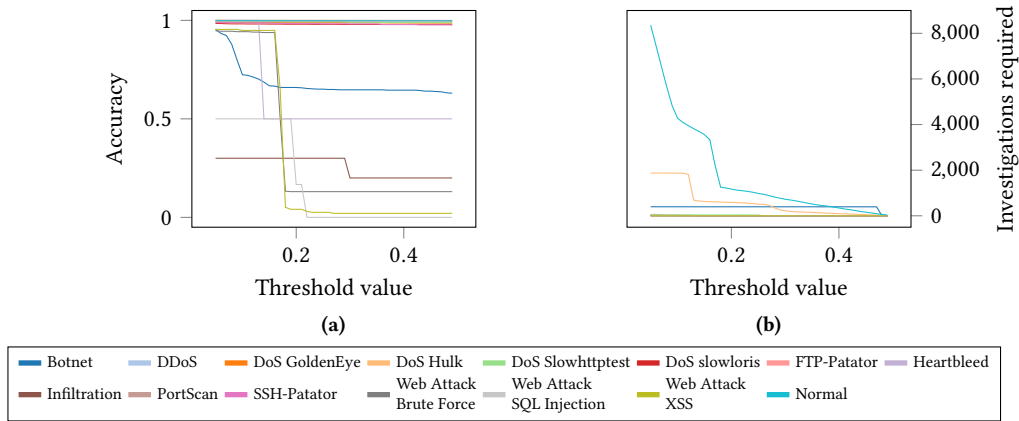 1
0.5
0
Accuracy
0.2
0.4
Threshold value
(a)
8,000
6,000
4,000
2,000
0
Investigations required
0.2
0.4
Threshold value
(b)
Botnet
DDoS
DoS GoldenEye
DoS Hulk
DoS Slowhttptest
DoS slowloris
FTP-Patator
Heartbleed
Infiltration
PortScan
SSH-Patator
Web Attack
Brute Force
Web Attack
SQL Injection
Web Attack
XSS
Normal